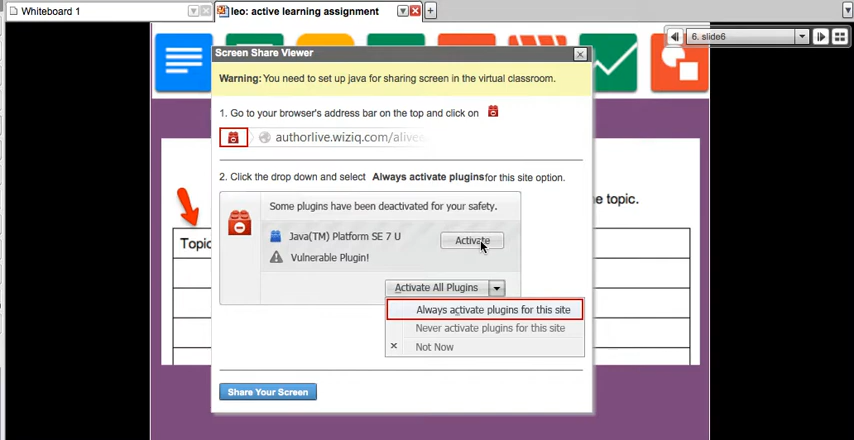 Whiteboard 1
leo: active learning assignment
6. slide6
Screen Share Viewer
Warning:You need to set up java for sharing screen in the virtual classroom.
1. Go to your browser's address bar on the top and click on
authorlive.wiziq.com/alive
2. Click the drop down and select Always activate pluginsfor this site option.
Some plugins have been deactivated for your safety.
Java(TM) Platform SE 7 U
Activate
Vulnerable Plugin!
Activate All Plugins
Always activate plugins for this site
Never activate plugins for this site
x Not Now
Share Your Screen
e topic.
Topic